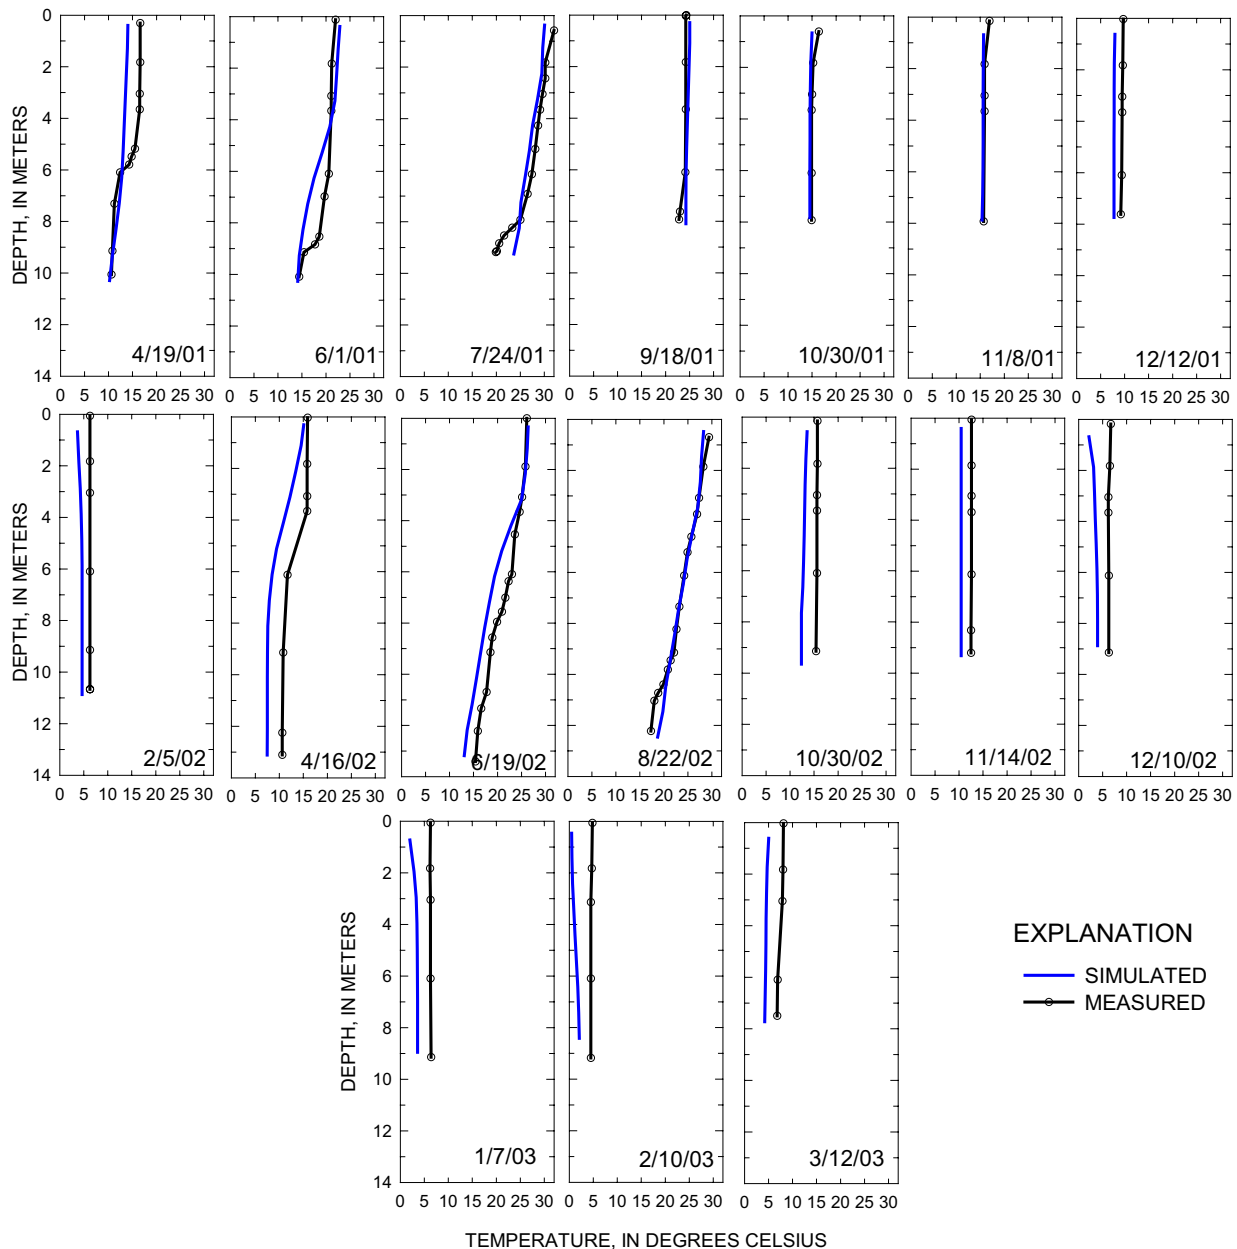 DEPTH, IN METERS
0
2
4
6
8
10
12
14
4/19/01
6/1/01
7/24/01
9/18/01
10/30/01
11/8/01
12/12/01
0 5 10 15 20 25 30
0 5 10 15 20 25 30
0 5 10 15 20 25 30
0 5 10 15 20 25 30
0 5 10 15 20 25 30
0 5 10 15 20 25 30
0 5 10 15 20 25 30
DEPTH, IN METERS
0
2
4
6
8
10
12
14
2/5/02
4/16/02
6/19/02
8/22/02
10/30/02
11/14/02
12/10/02
0 5 10 15 20 25 30
0 5 10 15 20 25 30
0 5 10 15 20 25 30
0 5 10 15 20 25 30
0 5 10 15 20 25 30
0 5 10 15 20 25 30
0 5 10 15 20 25 30
DEPTH, IN METERS
0
2
4
6
8
10
12
14
1/7/03
2/10/03
3/12/03
0 5 10 15 20 25 30
0 5 10 15 20 25 30
0 5 10 15 20 25 30
EXPLANATION
SIMULATED
MEASURED
TEMPERATURE, IN DEGREES CELSIUS